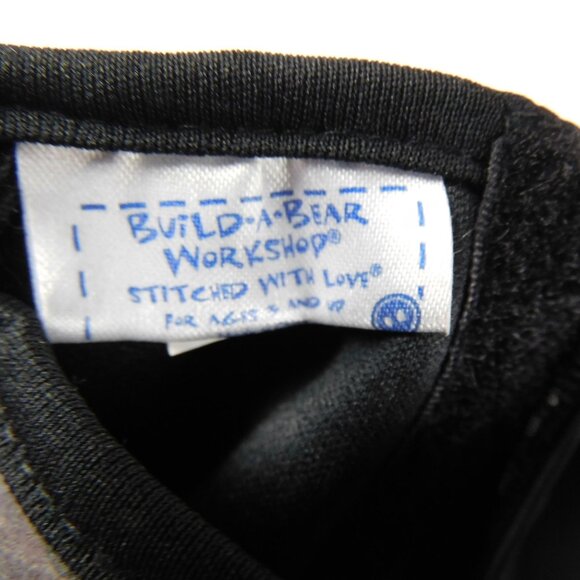 BUILD-A-BEAR
WORKSHOP®
STITCHED WITH LOVE®
FOR AGES 3 AND UP